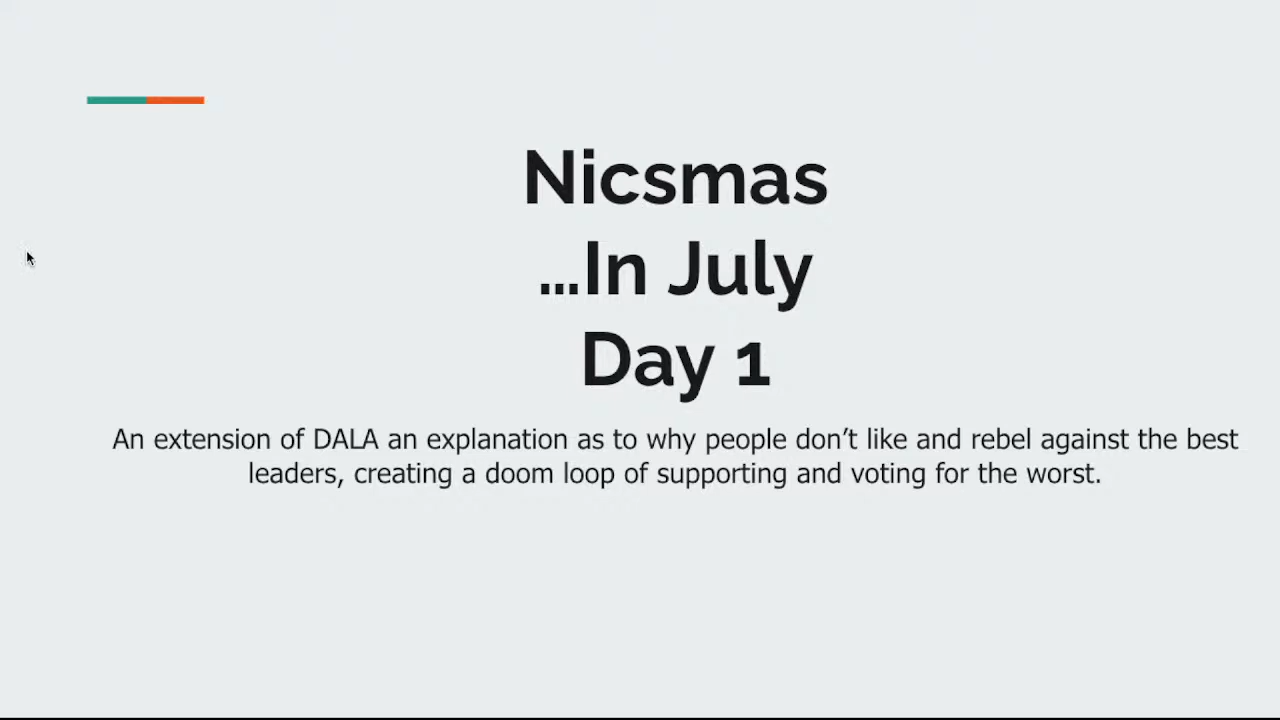 Nicsmas
...In July
Day 1
An extension of DALA an explanation as to why people don’t like and rebel against the best
leaders, creating a doom loop of supporting and voting for the worst.